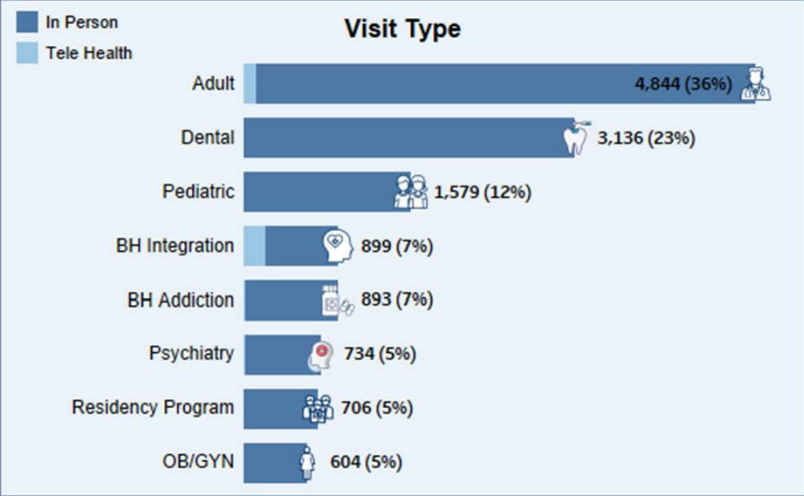 In Person
Tele Health
Visit Type
Adult 4,844 (36%)
Dental 3,136 (23%)
Pediatric 1,579 (12%)
BH Integration 899 (7%)
BH Addiction 893 (7%)
Psychiatry 734 (5%)
Residency Program 706 (5%)
OB/GYN 604 (5%)